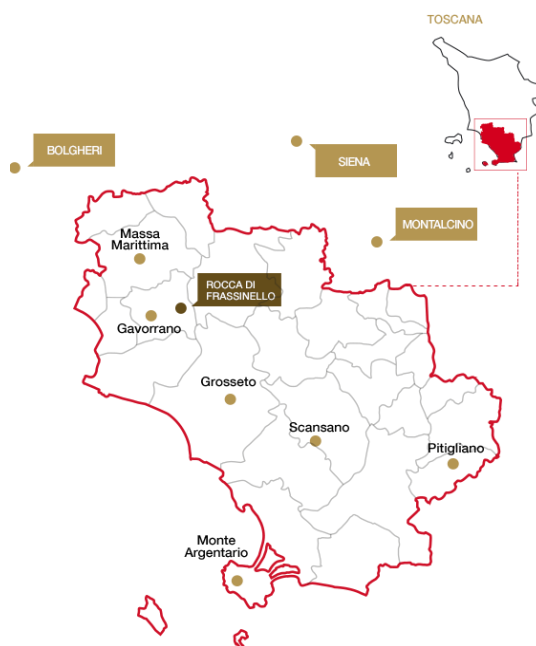 TOSCANA
BOLGHERI
SIENA
MONTALCINO
Massa
Marittima
ROCCA DI
FRASSINELLO
Gavorrano
Grosseto
Scansano
Pitigliano
Monte
Argentario